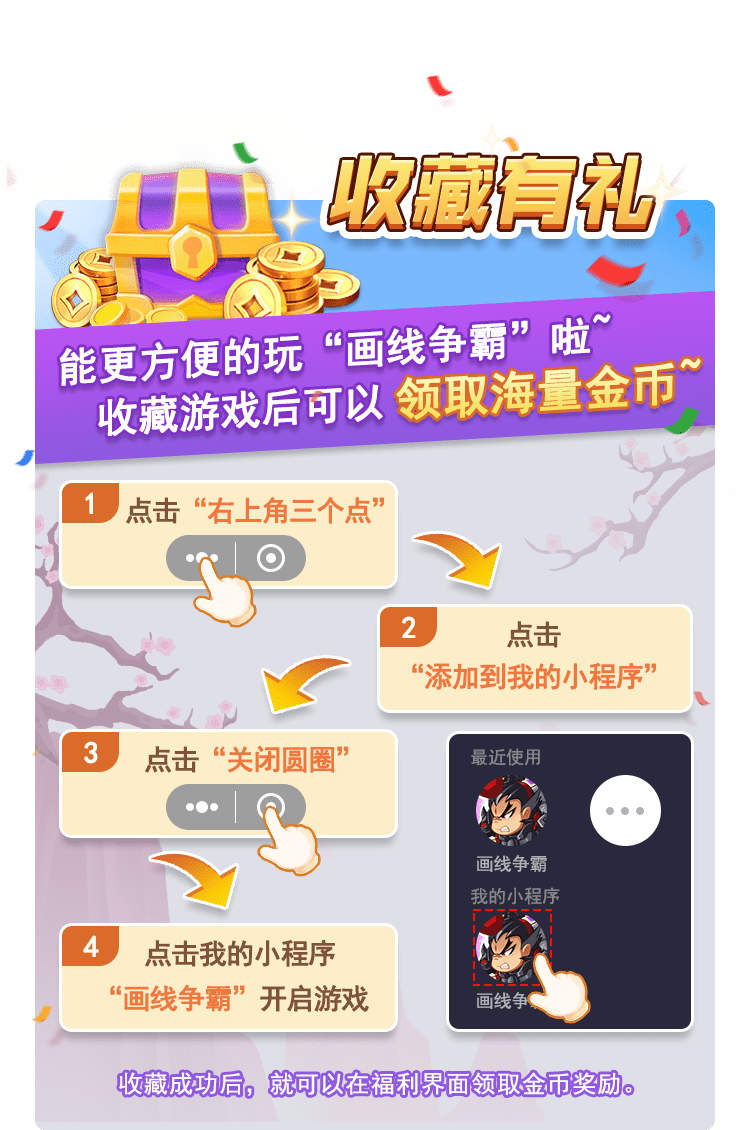 收藏有礼
能更方便的玩“画线争霸”啦~
收藏游戏后可以领取海量金币~
1 点击“右上角三个点”
2 点击
“添加到我的小程序”
3 点击“关闭圆圈”
最近使用
画线争霸
我的小程序
画线争
4 点击我的小程序
“画线争霸”开启游戏
收藏成功后，就可以在福利界面领取金币奖励。